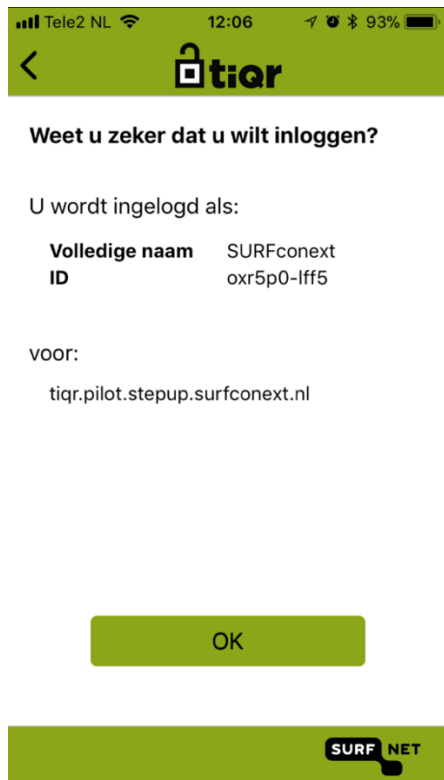 Tele2 NL 12:06 93%
tiqr
Weet u zeker dat u wilt inloggen?
U wordt ingelogd als:
Volledige naam SURFconext
ID oxr5p0-lff5
voor:
tiqr.pilot.stepup.surfconext.nl
OK
SURF NET